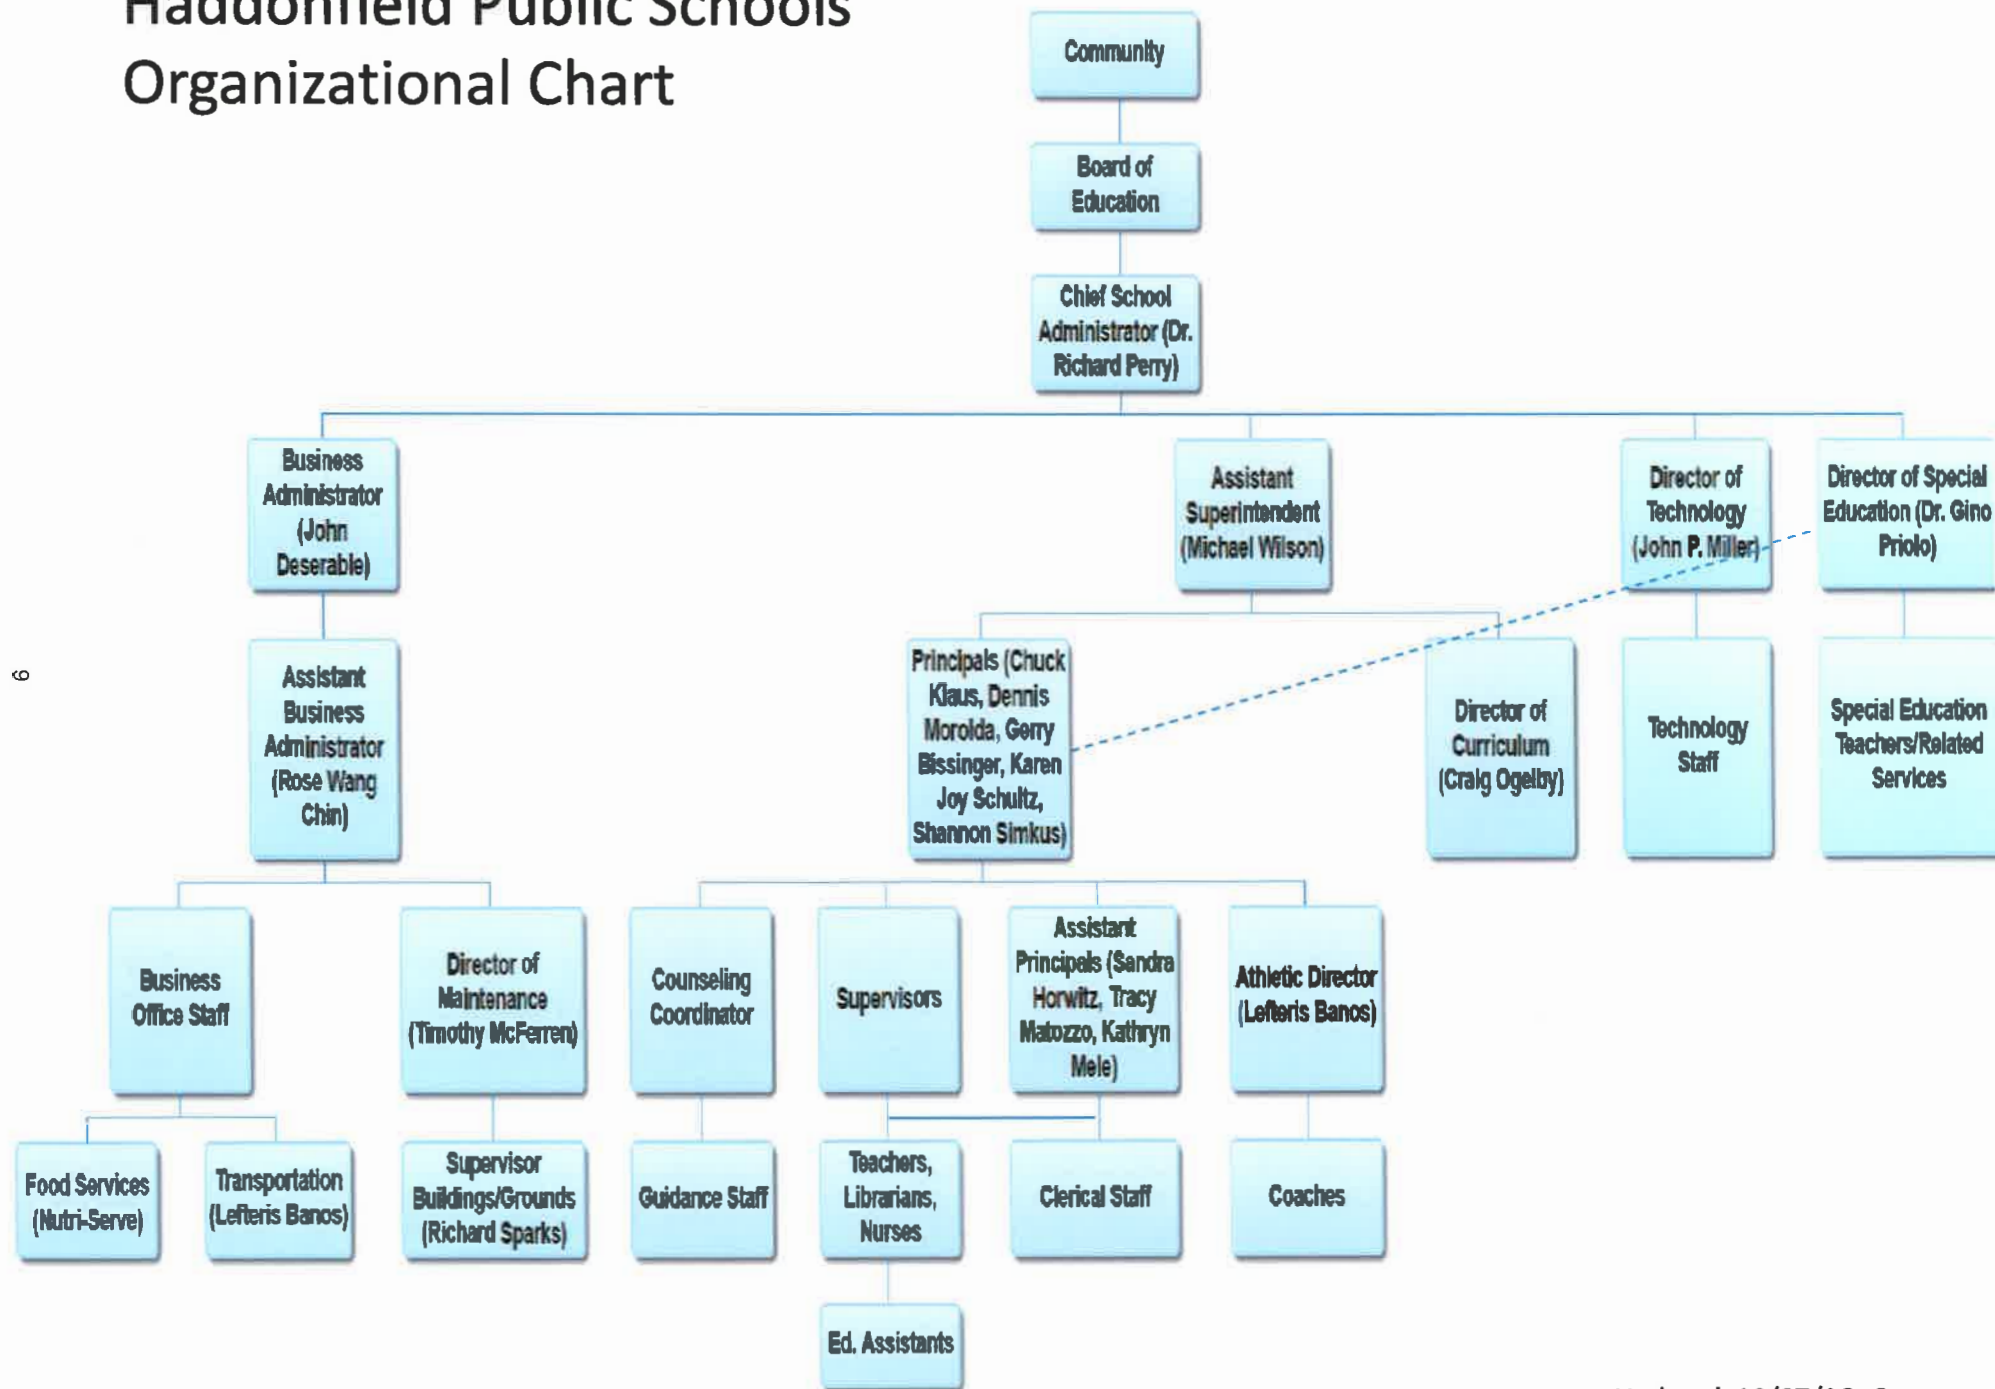 Haddonfield Public Schools
Organizational Chart
Community
Board of
Education
Chief School
Administrator (Dr.
Richard Perry)
Business
Administrator
(John
Deserable)
Assistant
Superintendent
(Michael Wilson)
Director of
Technology
(John P. Miller)
Director of Special
Education (Dr. Gino
Priolo)
Assistant
Business
Administrator
(Rose Wang
Chin)
Principals (Chuck
Klaus, Dennis
Morolda, Gerry
Bissinger, Karen
Joy Schultz,
Shannon Simkus)
Director of
Curriculum
(Craig Ogelby)
Technology
Staff
Special Education
Teachers/Related
Services
6
Business
Office Staff
Director of
Maintenance
(Timothy McFerren)
Counseling
Coordinator
Supervisors
Assistant
Principals (Sandra
Horwitz, Tracy
Matozzo, Kathryn
Mele)
Athletic Director
(Lefteris Banos)
Food Services
(Nutri-Serve)
Transportation
(Lefteris Banos)
Supervisor
Buildings/Grounds
(Richard Sparks)
Guidance Staff
Teachers,
Librarians,
Nurses
Clerical Staff
Coaches
Ed. Assistants